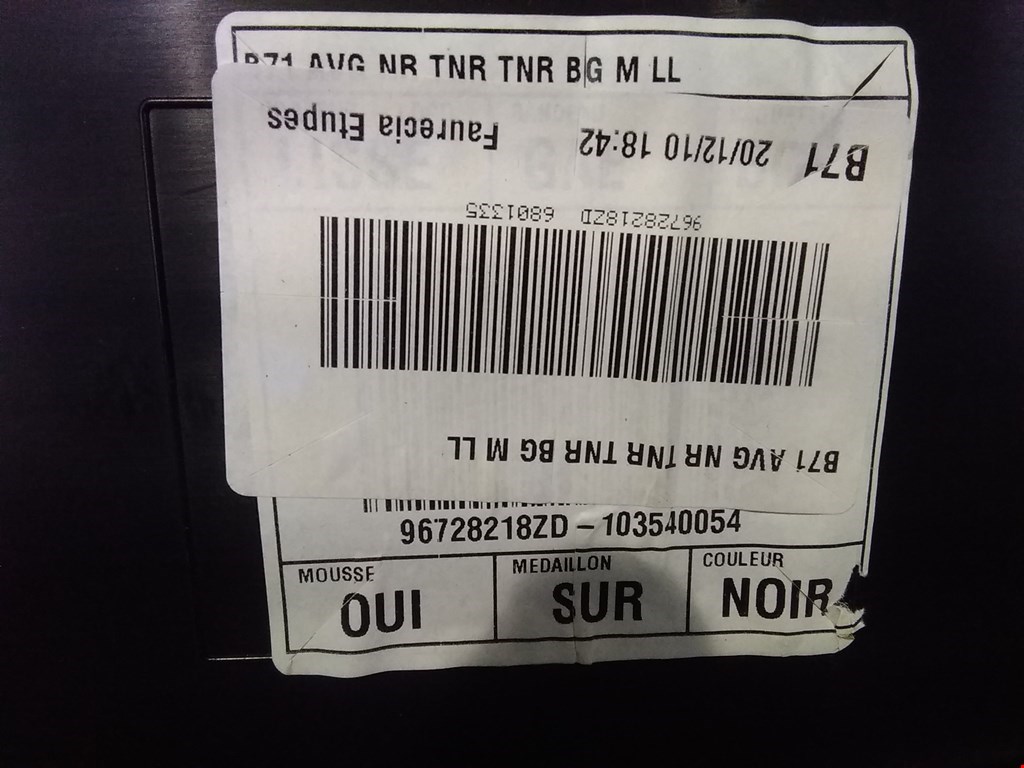 B71 AVG NR TNR TNR BG M LL
B71 20/12/10 18:42 Faurecia Etupes
96728218ZD 6801335
B71 AVG NR TNR TNR BG M LL
96728218ZD - 103540054
MOUSSE MEDAILLON COULEUR
OUI SUR NOIR